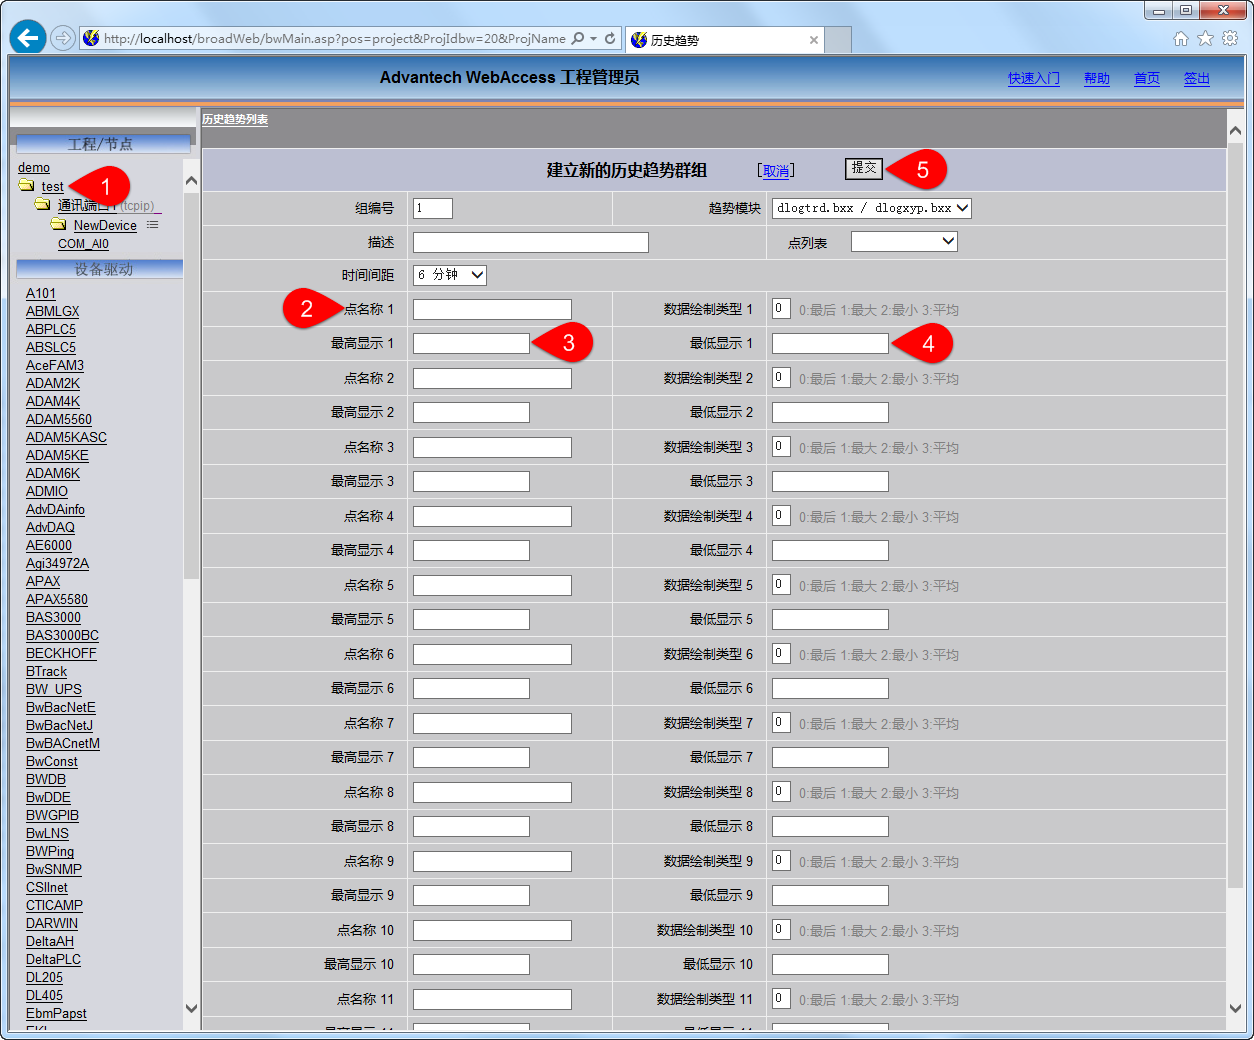 http://localhost/broadWeb/bwMain.asp?pos=project&ProjIdbw=20&ProjName
历史趋势
Advantech WebAccess 工程管理员
快速入门 帮助 首页 签出
工程/节点
demo
test
1
通讯端口1(tcpip)
NewDevice
COM_AI0
设备驱动
A101
ABMLGX
ABPLC5
ABSLC5
AceFAM3
ADAM2K
ADAM4K
ADAM5560
ADAM5KASC
ADAM5KE
ADAM6K
ADMIO
AdvDAinfo
AdvDAQ
AE6000
Agi34972A
APAX
APAX5580
BAS3000
BAS3000BC
BECKHOFF
BTrack
BW_UPS
BwBacNetE
BwBacNetJ
BwBACnetM
BwConst
BWDB
BwDDE
BWGPIB
BwLNS
BWPing
BwSNMP
CSIInet
CTICAMP
DARWIN
DeltaAH
DeltaPLC
DL205
DL405
EbmPapst
历史趋势列表
建立新的历史趋势群组 [取消] 提交 5
组编号 1 趋势模块 dlogtrd.bxx / dlogxyp.bxx
描述 点列表
时间间距 6 分钟
2 点名称 1 数据绘制类型 1 0 0:最后 1:最大 2:最小 3:平均
最高显示 1 3 最低显示 1 4
点名称 2 数据绘制类型 2 0 0:最后 1:最大 2:最小 3:平均
最高显示 2 最低显示 2
点名称 3 数据绘制类型 3 0 0:最后 1:最大 2:最小 3:平均
最高显示 3 最低显示 3
点名称 4 数据绘制类型 4 0 0:最后 1:最大 2:最小 3:平均
最高显示 4 最低显示 4
点名称 5 数据绘制类型 5 0 0:最后 1:最大 2:最小 3:平均
最高显示 5 最低显示 5
点名称 6 数据绘制类型 6 0 0:最后 1:最大 2:最小 3:平均
最高显示 6 最低显示 6
点名称 7 数据绘制类型 7 0 0:最后 1:最大 2:最小 3:平均
最高显示 7 最低显示 7
点名称 8 数据绘制类型 8 0 0:最后 1:最大 2:最小 3:平均
最高显示 8 最低显示 8
点名称 9 数据绘制类型 9 0 0:最后 1:最大 2:最小 3:平均
最高显示 9 最低显示 9
点名称 10 数据绘制类型 10 0 0:最后 1:最大 2:最小 3:平均
最高显示 10 最低显示 10
点名称 11 数据绘制类型 11 0 0:最后 1:最大 2:最小 3:平均
最高显示 11 最低显示 11